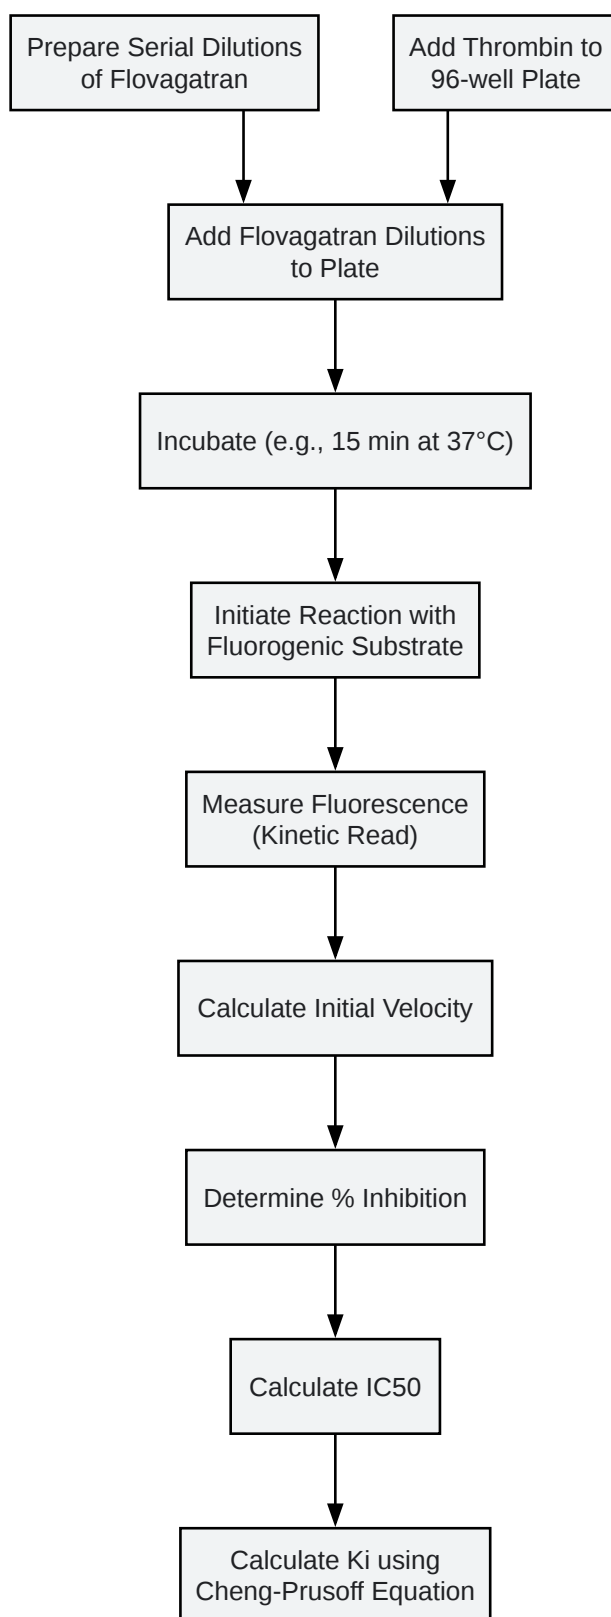 Prepare Serial Dilutions
of Flovagatran
Add Thrombin to
96-well Plate
Add Flovagatran Dilutions
to Plate
Incubate (e.g., 15 min at 37°C)
Initiate Reaction with
Fluorogenic Substrate
Measure Fluorescence
(Kinetic Read)
Calculate Initial Velocity
Determine % Inhibition
Calculate IC50
Calculate Ki using
Cheng-Prusoff Equation